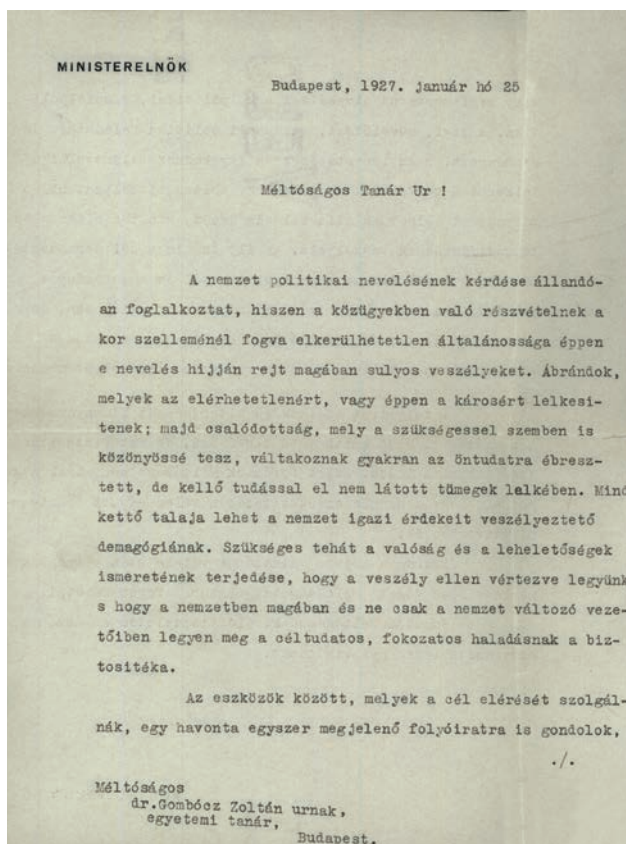 MINISTERELNÖK
Budapest, 1927. január hó 25
Méltóságos Tanár Ur !
A nemzet politikai nevelésének kérdése állandó-
an foglalkoztat, hiszen a közügyekben való részvételnek a
kor szelleménél fogva elkerülhetetlen általánossága éppen
e nevelés hijján rejt magában sulyos veszélyeket. Ábrándok,
melyek az elérhetetlenért, vagy éppen a károsért lelkesi-
tenek; majd csalódottság, mely a szükségessel szemben is
közönyössé tesz, váltakoznak gyakran az öntudatra ébresz-
tett, de kellő tudással el nem látott tömegek lelkében. Mind
kettő talaja lehet a nemzet igazi érdekeit veszélyeztető
demagógiának. Szükséges tehát a valóság és a leheletőségek
ismeretének terjedése, hogy a veszély ellen vértezve legyünk
s hogy a nemzetben magában és ne csak a nemzet változó veze-
tőiben legyen meg a céltudatos, fokozatos haladásnak a biz-
tositéka.
Az eszközök között, melyek a cél elérését szolgál-
nák, egy havonta egyszer megjelenő folyóiratra is gondolok,
./.
Méltóságos
dr.Gombócz Zoltán urnak,
egyetemi tanár,
Budapest.